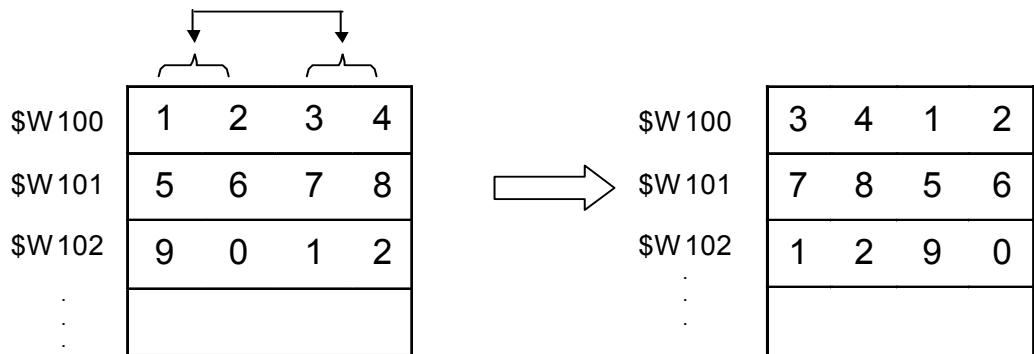 $W100 1 2 3 4 $W100 3 4 1 2
$W101 5 6 7 8 $W101 7 8 5 6
$W102 9 0 1 2 $W102 1 2 9 0
. .
. .
. .